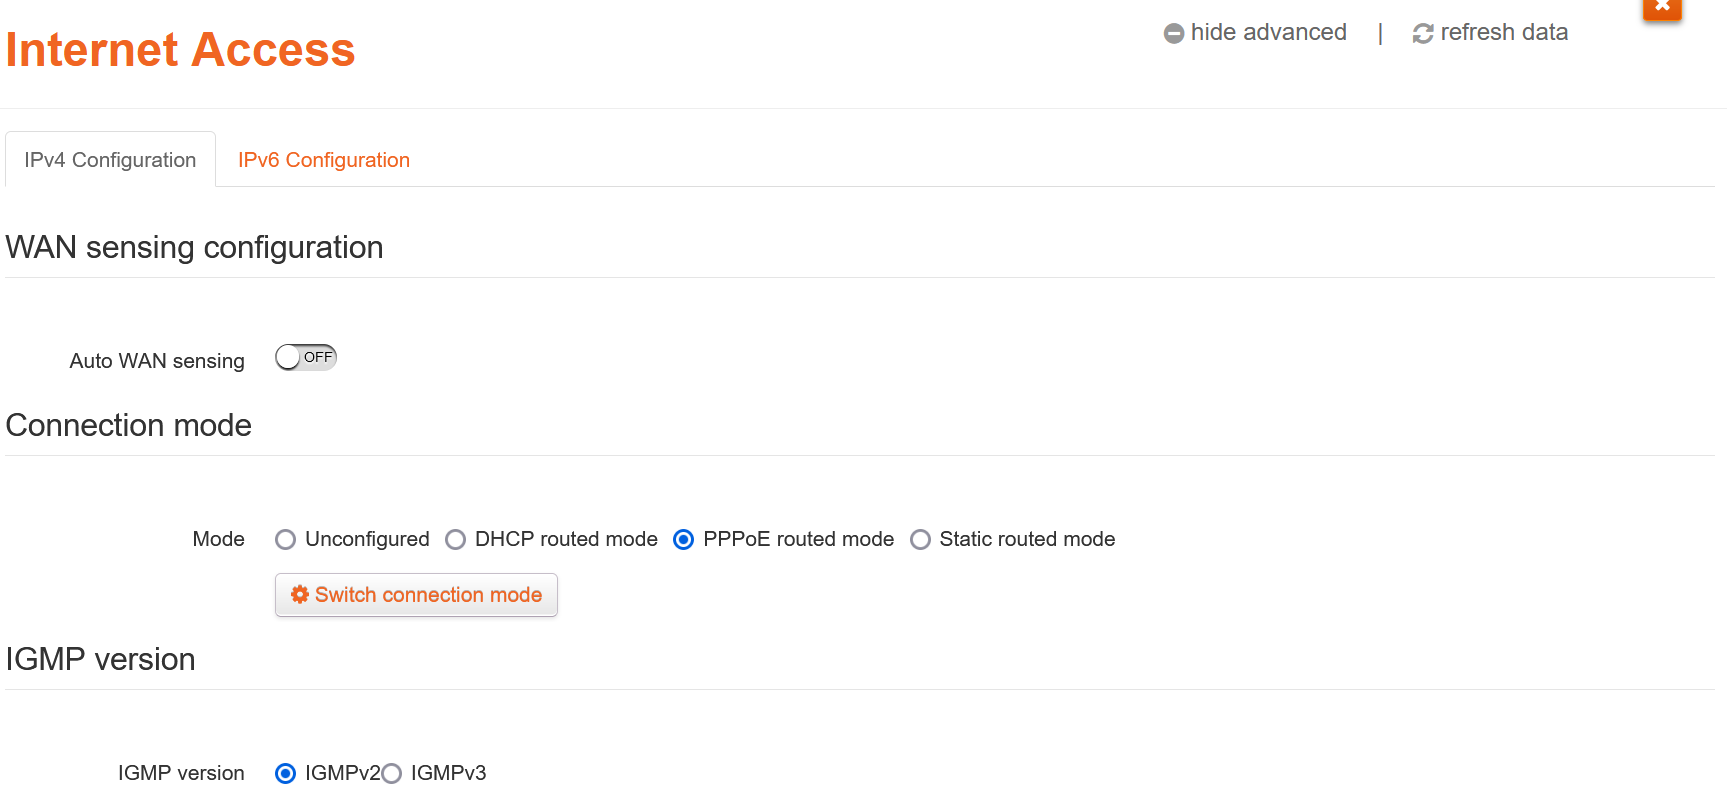 Internet Access
hide advanced | refresh data
IPv4 Configuration IPv6 Configuration
WAN sensing configuration
Auto WAN sensing OFF
Connection mode
Mode Unconfigured DHCP routed mode PPPoE routed mode Static routed mode
Switch connection mode
IGMP version
IGMP version IGMPv2 IGMPv3